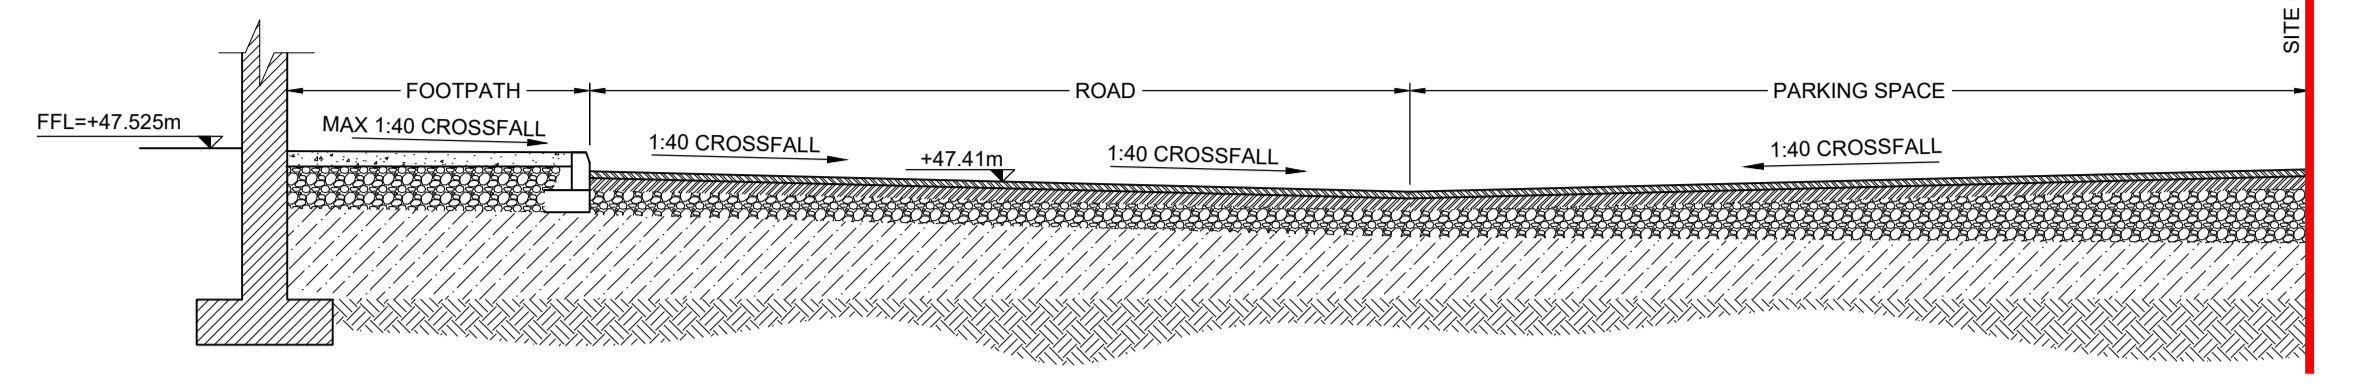 SITE
FOOTPATH
ROAD
PARKING SPACE
FFL=+47.525m
MAX 1:40 CROSSFALL
1:40 CROSSFALL
+47.41m
1:40 CROSSFALL
1:40 CROSSFALL